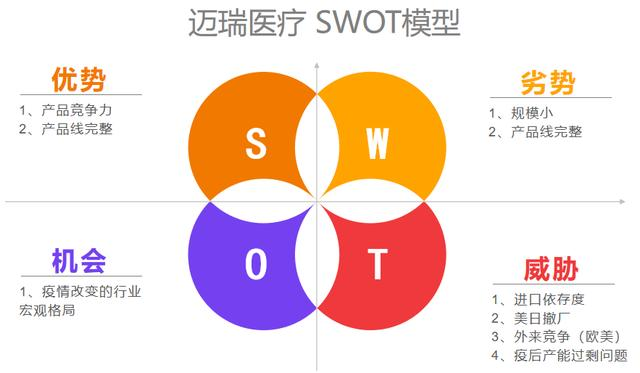 迈瑞医疗 SWOT模型
优势
1、产品竞争力
2、产品线完整
劣势
1、规模小
2、产品线完整
S
W
O
T
机会
1、疫情改变的行业
宏观格局
威胁
1、进口依存度
2、美日撤厂
3、外来竞争（欧美）
4、疫后产能过剩问题